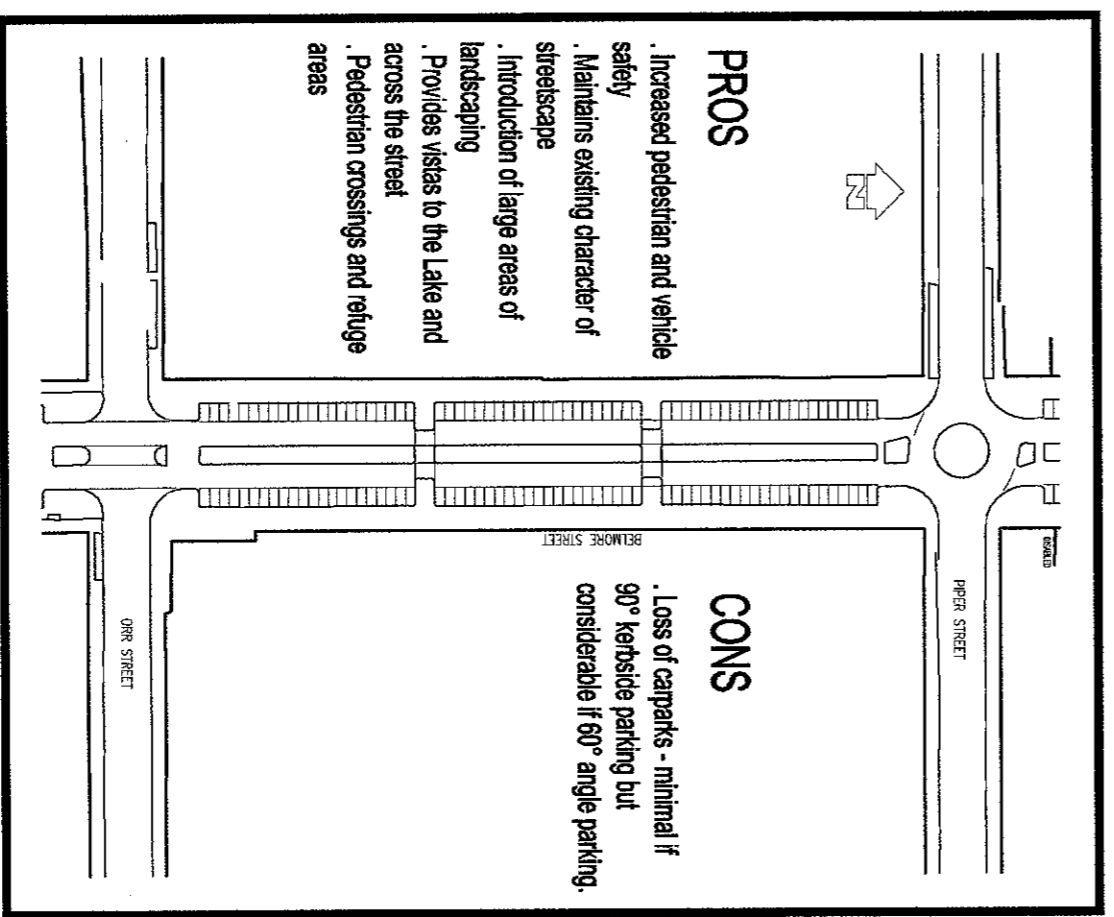 PROS
. Increased pedestrian and vehicle
safety
. Maintains existing character of
streetscape
. Introduction of large areas of
landscaping
. Provides vistas to the Lake and
across the street
. Pedestrian crossings and refuge
areas
N
BELMORE STREET
PIPER STREET
ORR STREET
DISABLED
CONS
. Loss of carparks - minimal if
90° kerbside parking but
considerable if 60° angle parking.